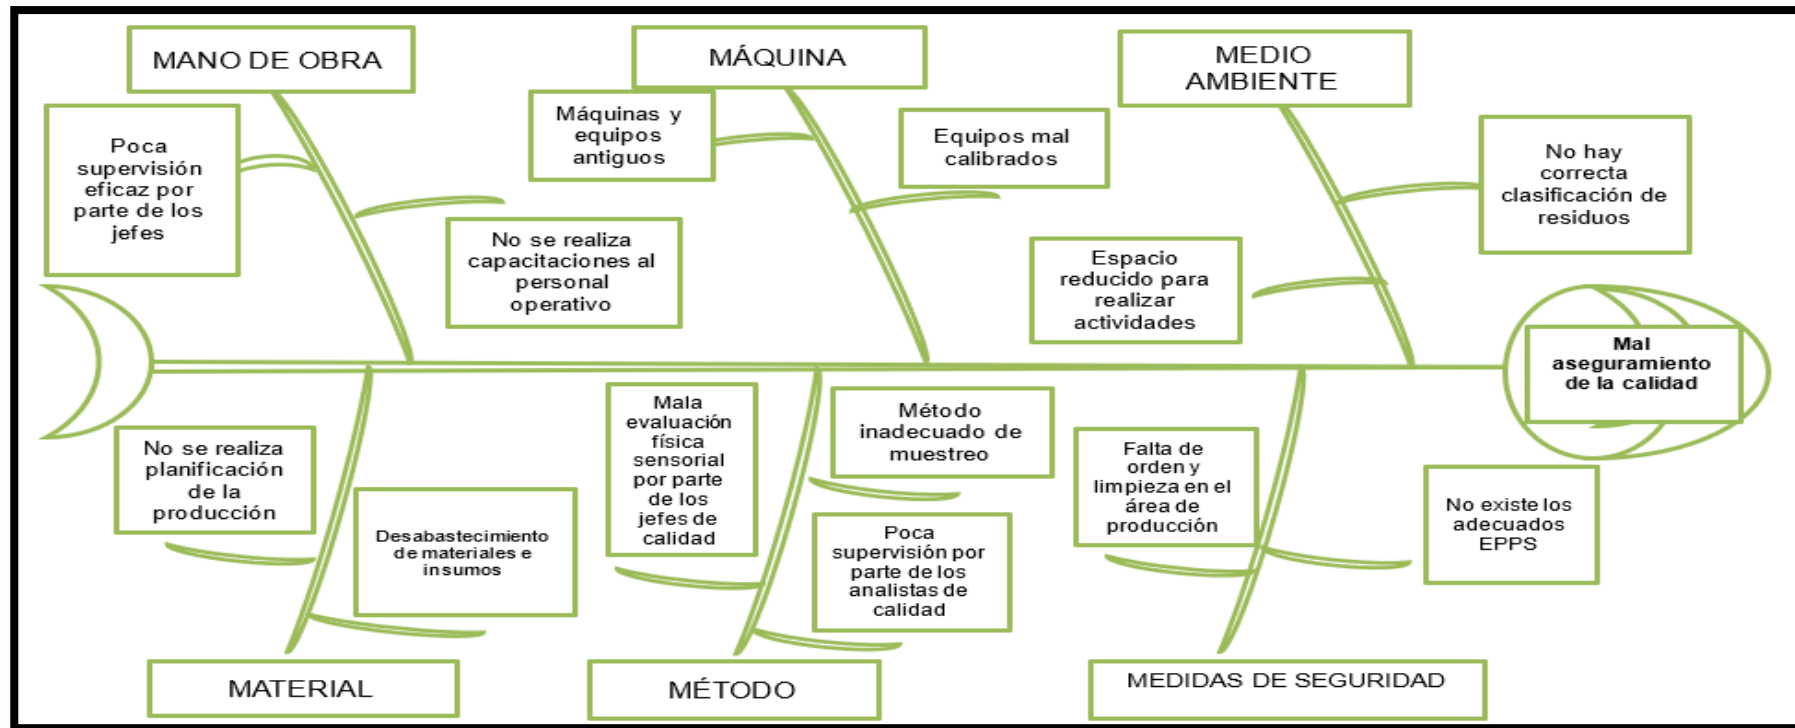 MANO DE OBRA
MÁQUINA
MEDIO
AMBIENTE
Poca
supervisión
eficaz por
parte de los
jefes
No se realiza
capacitaciones al
personal
operativo
Máquinas y
equipos
antiguos
Equipos mal
calibrados
Espacio
reducido para
realizar
actividades
No hay
correcta
clasificación de
residuos
Mal
aseguramiento
de la calidad
No se realiza
planificación
de la
producción
Desabastecimiento
de materiales e
insumos
Mala
evaluación
física
sensorial
por parte
de los
jefes de
calidad
Método
inadecuado de
muestreo
Poca
supervisión por
parte de los
analistas de
calidad
Falta de
orden y
limpieza en el
área de
producción
No existe los
adecuados
EPPS
MATERIAL
MÉTODO
MEDIDAS DE SEGURIDAD